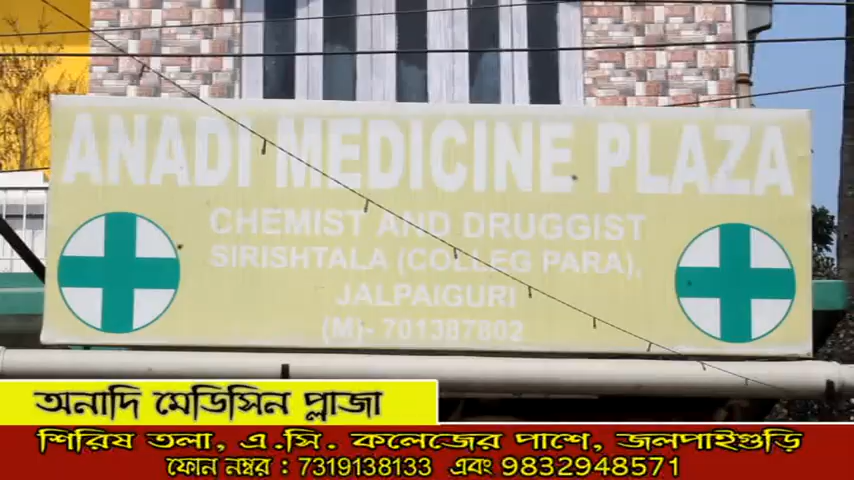 ANADI MEDICINE PLAZA
CHEMIST AND DRUGGIST
SIRISHTALA (COLLEG PARA),
JALPAIGURI
(M)- 7013877802
অনাদি মেডিসিন প্লাজা
শিরিষ তলা, এ.সি. কলেজের পাশে, জলপাইগুড়ি
ফোন নম্বর : 7319138133 এবং 9832948571